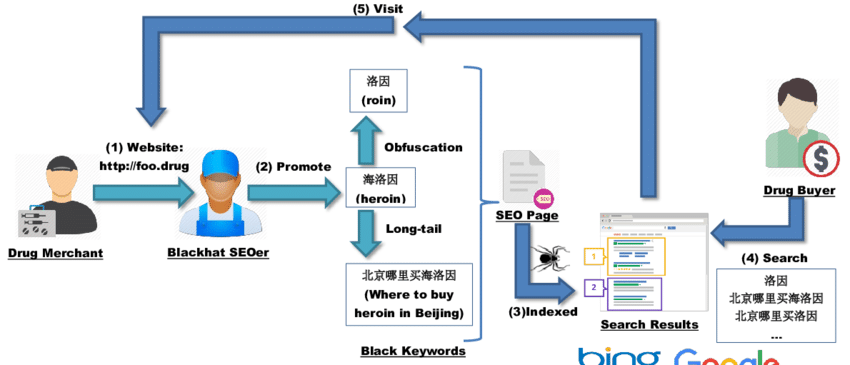 (5) Visit
洛因
(roin)
(1) Website:
http://foo.drug
(2) Promote
Obfuscation
海洛因
(heroin)
Long-tail
北京哪里买海洛因
(Where to buy
heroin in Beijing)
Black Keywords
Drug Merchant
Blackhat SEOer
SEO
SEO Page
(3)Indexed
1
2
Search Results
$
Drug Buyer
(4) Search
洛因
北京哪里买海洛因
北京哪里买洛因
...
bing
Google